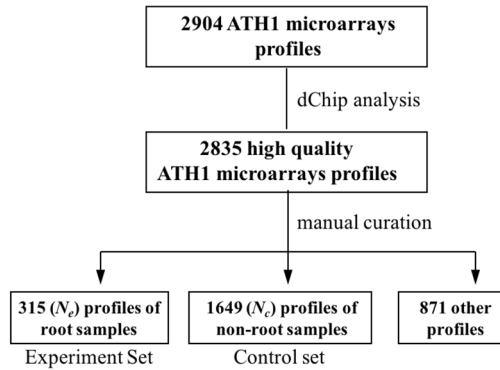 2904 ATH1 microarrays
profiles
dChip analysis
2835 high quality
ATH1 microarrays profiles
manual curation
315 (Ne) profiles of
root samples
Experiment Set
1649 (Nc) profiles of
non-root samples
Control set
871 other
profiles